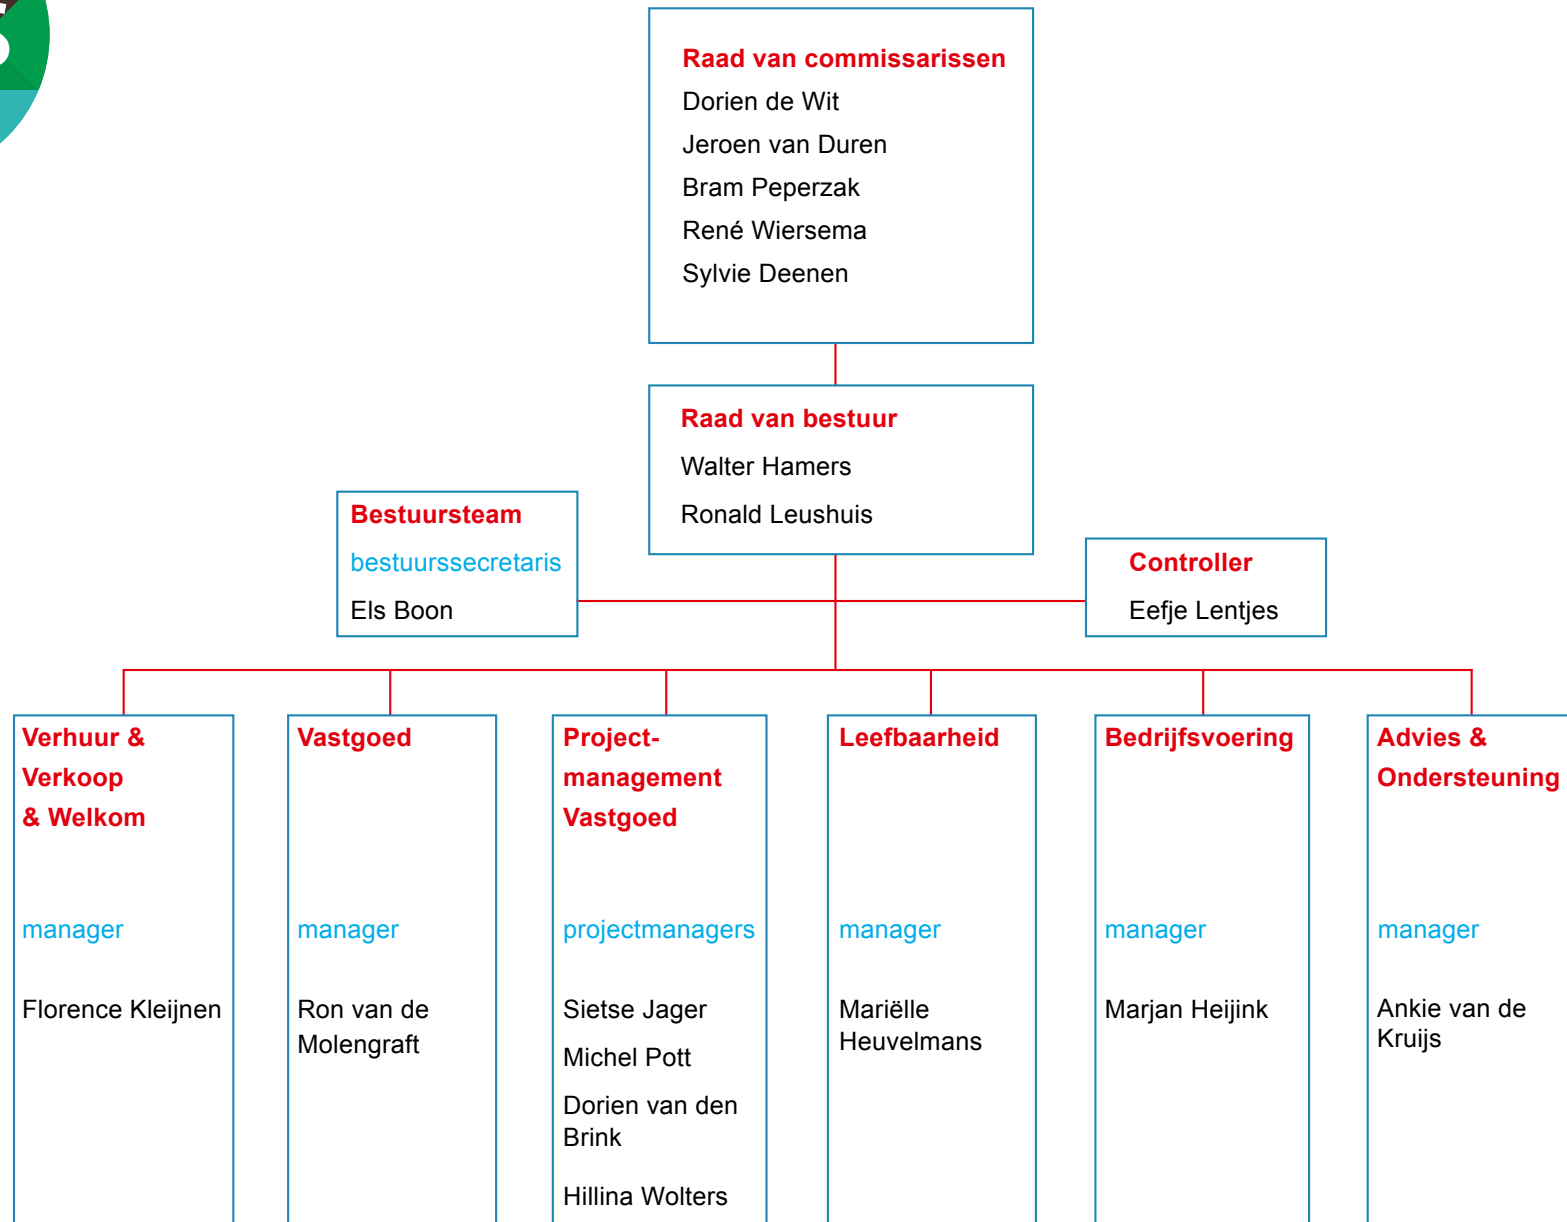 Raad van commissarissen
Dorien de Wit
Jeroen van Duren
Bram Peperzak
René Wiersema
Sylvie Deenen
Raad van bestuur
Walter Hamers
Ronald Leushuis
Bestuursteam
bestuurssecretaris
Els Boon
Controller
Eefje Lentjes
Verhuur &
Verkoop
& Welkom
manager
Florence Kleijnen
Vastgoed
manager
Ron van de
Molengraft
Project-
management
Vastgoed
projectmanagers
Sietse Jager
Michel Pott
Dorien van den
Brink
Hillina Wolters
Leefbaarheid
manager
Mariëlle
Heuvelmans
Bedrijfsvoering
manager
Marjan Heijink
Advies &
Ondersteuning
manager
Ankie van de
Kruijs